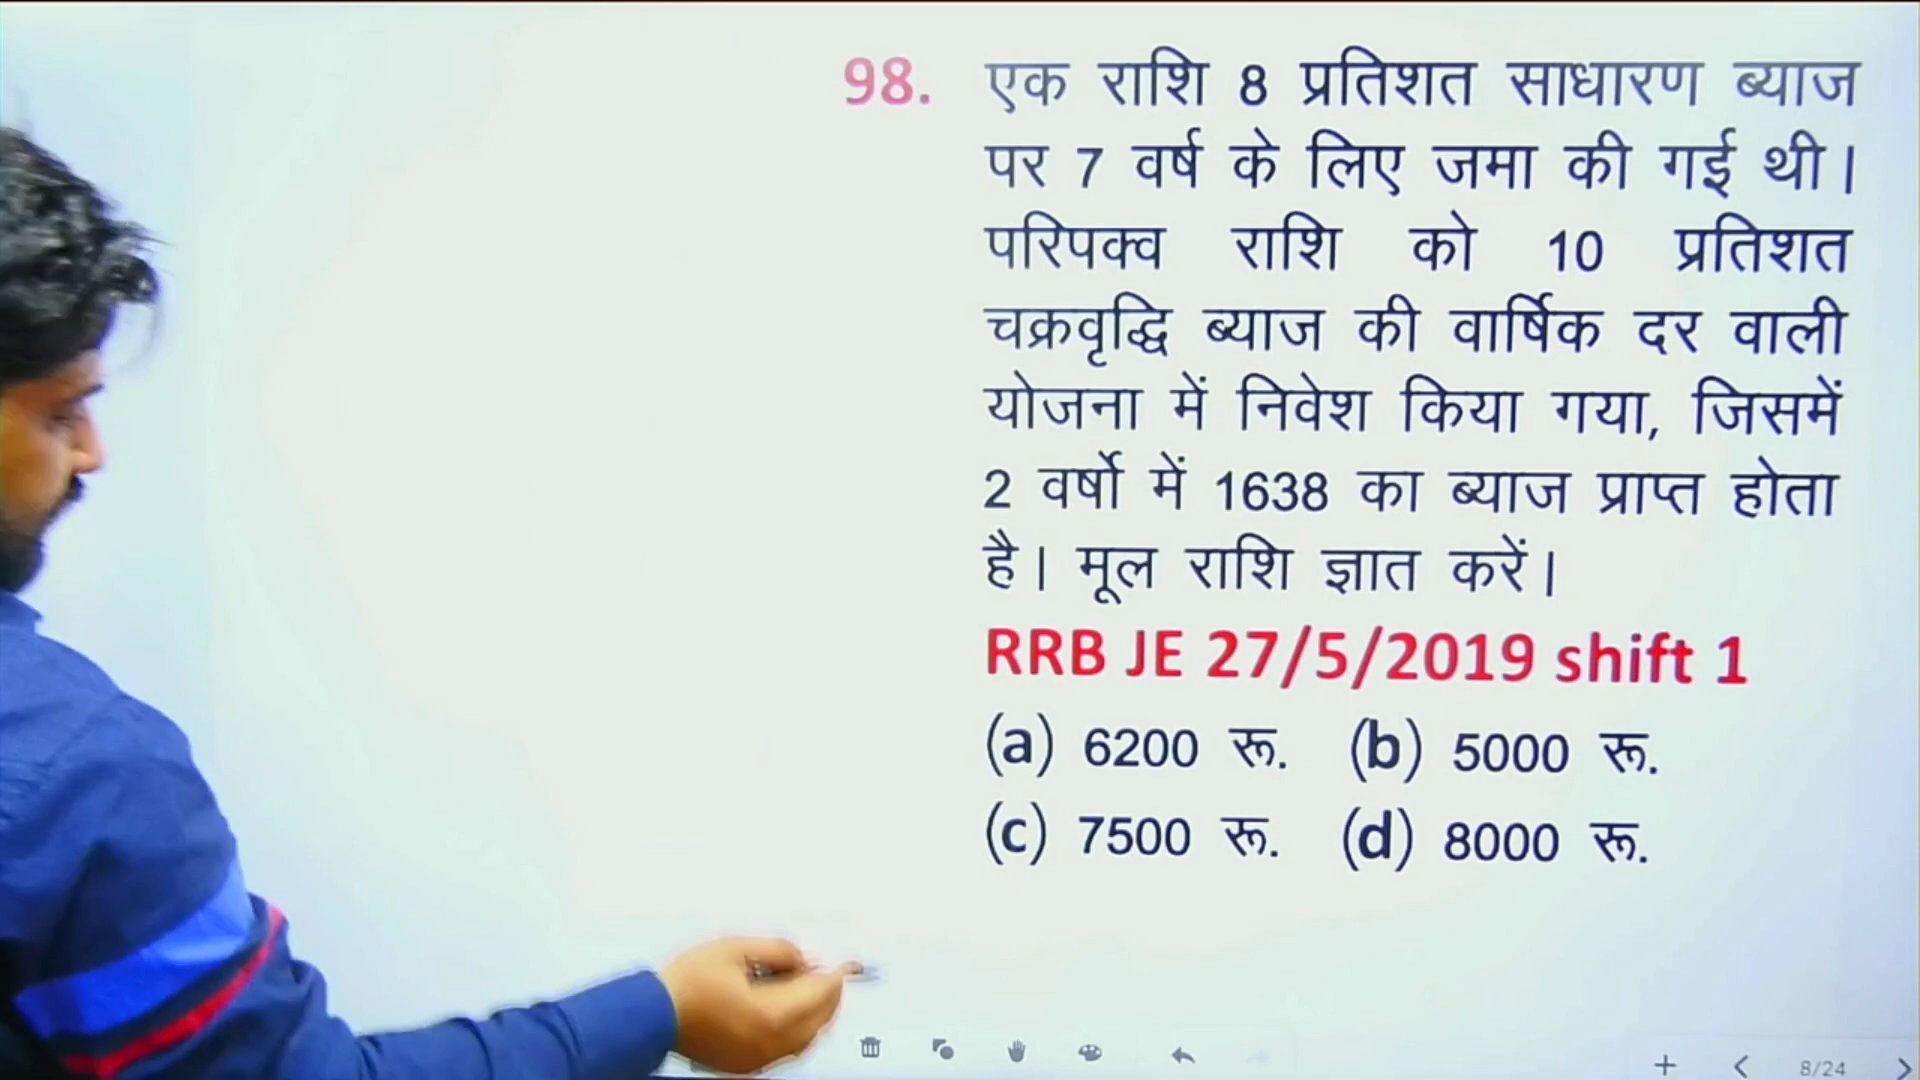 98. एक राशि 8 प्रतिशत साधारण ब्याज
पर 7 वर्ष के लिए जमा की गई थी।
परिपक्व राशि को 10 प्रतिशत
चक्रवृद्धि ब्याज की वार्षिक दर वाली
योजना में निवेश किया गया, जिसमें
2 वर्षो में 1638 का ब्याज प्राप्त होता
है। मूल राशि ज्ञात करें।
RRB JE 27/5/2019 shift 1
(a) 6200 रू. (b) 5000 रू.
(c) 7500 रू. (d) 8000 रू.
8/24